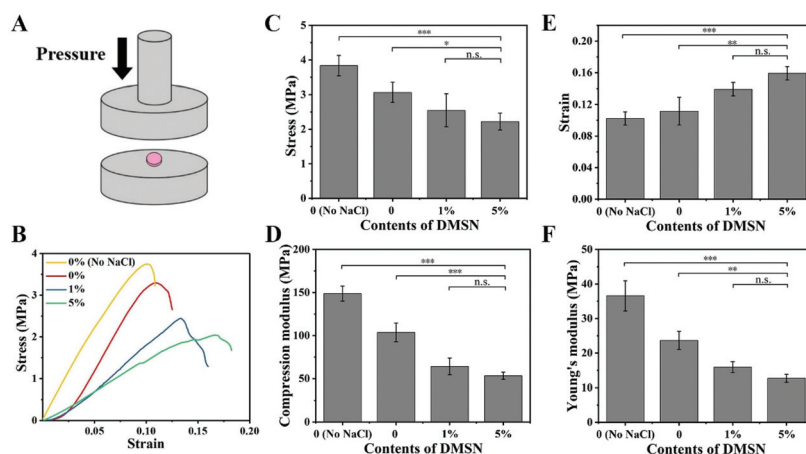 A
Pressure
B
0% (No NaCl)
0%
1%
5%
4
3
2
1
0
0.05
0.10
0.15
0.20
Stress (MPa)
Strain
C
***
*
n.s.
5
4
3
2
1
0
Stress (MPa)
0 (No NaCl) 0 1% 5%
Contents of DMSN
D
***
***
n.s.
200
150
100
50
0
Compression modulus (MPa)
0 (No NaCl) 0 1% 5%
Contents of DMSN
E
***
**
n.s.
0.20
0.16
0.12
0.08
0.04
0.00
Strain
0 (No NaCl) 0 1% 5%
Contents of DMSN
F
***
**
n.s.
50
40
30
20
10
0
Young's modulus (MPa)
0 (No NaCl) 0 1% 5%
Contents of DMSN